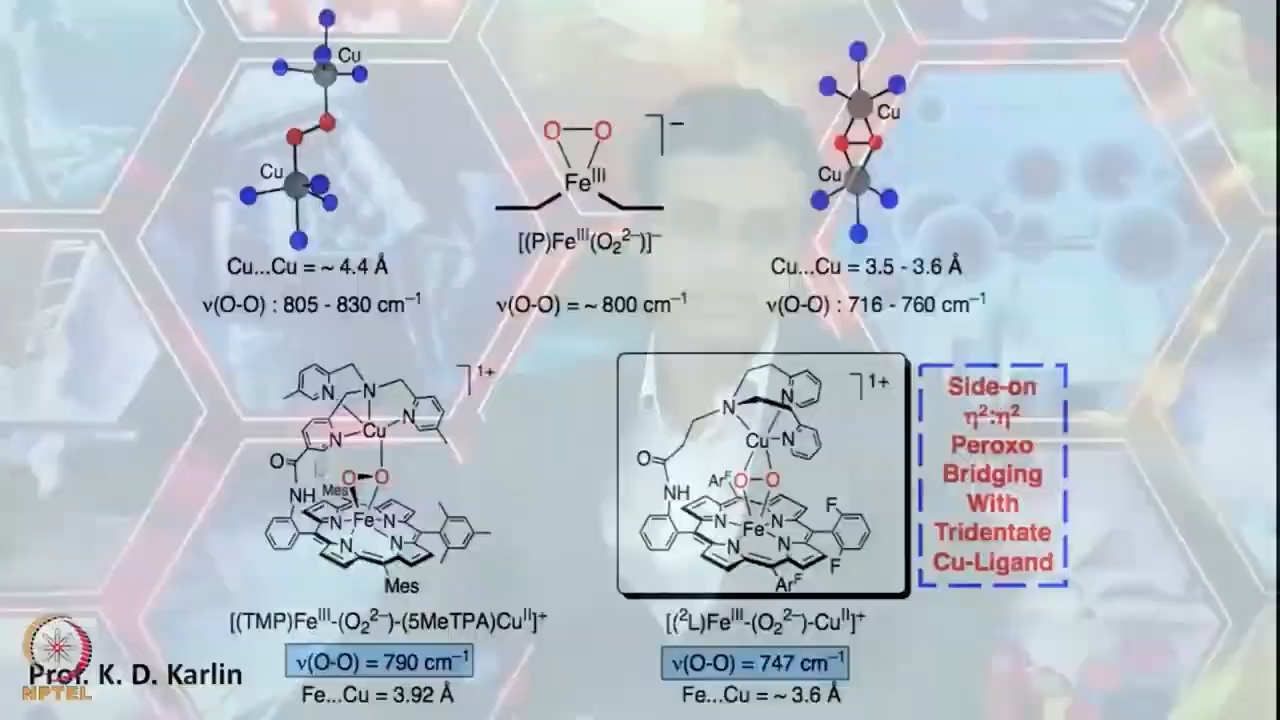 Cu
Cu
Cu...Cu = ~ 4.4 Å
ν(O-O) : 805 - 830 cm⁻¹
O O
Fe^III
−
[(P)Fe^III(O₂²⁻)]⁻
ν(O-O) = ~ 800 cm⁻¹
Cu
Cu
Cu...Cu = 3.5 - 3.6 Å
ν(O-O) : 716 - 760 cm⁻¹
1+
N
N
N
N
Cu
O
NH
Mes
O O
Fe
N
N
N
N
Mes
[(TMP)Fe^III-(O₂²⁻)-(5MeTPA)Cu^II]⁺
ν(O-O) = 790 cm⁻¹
Fe...Cu = 3.92 Å
1+
N
N
Cu
N
O
NH
Ar^F
O O
N
N
Fe
N
N
F
F
Ar^F
[(²L)Fe^III-(O₂²⁻)-Cu^II]⁺
ν(O-O) = 747 cm⁻¹
Fe...Cu = ~ 3.6 Å
Side-on
η²:η²
Peroxo
Bridging
With
Tridentate
Cu-Ligand
Prof. K. D. Karlin
NPTEL